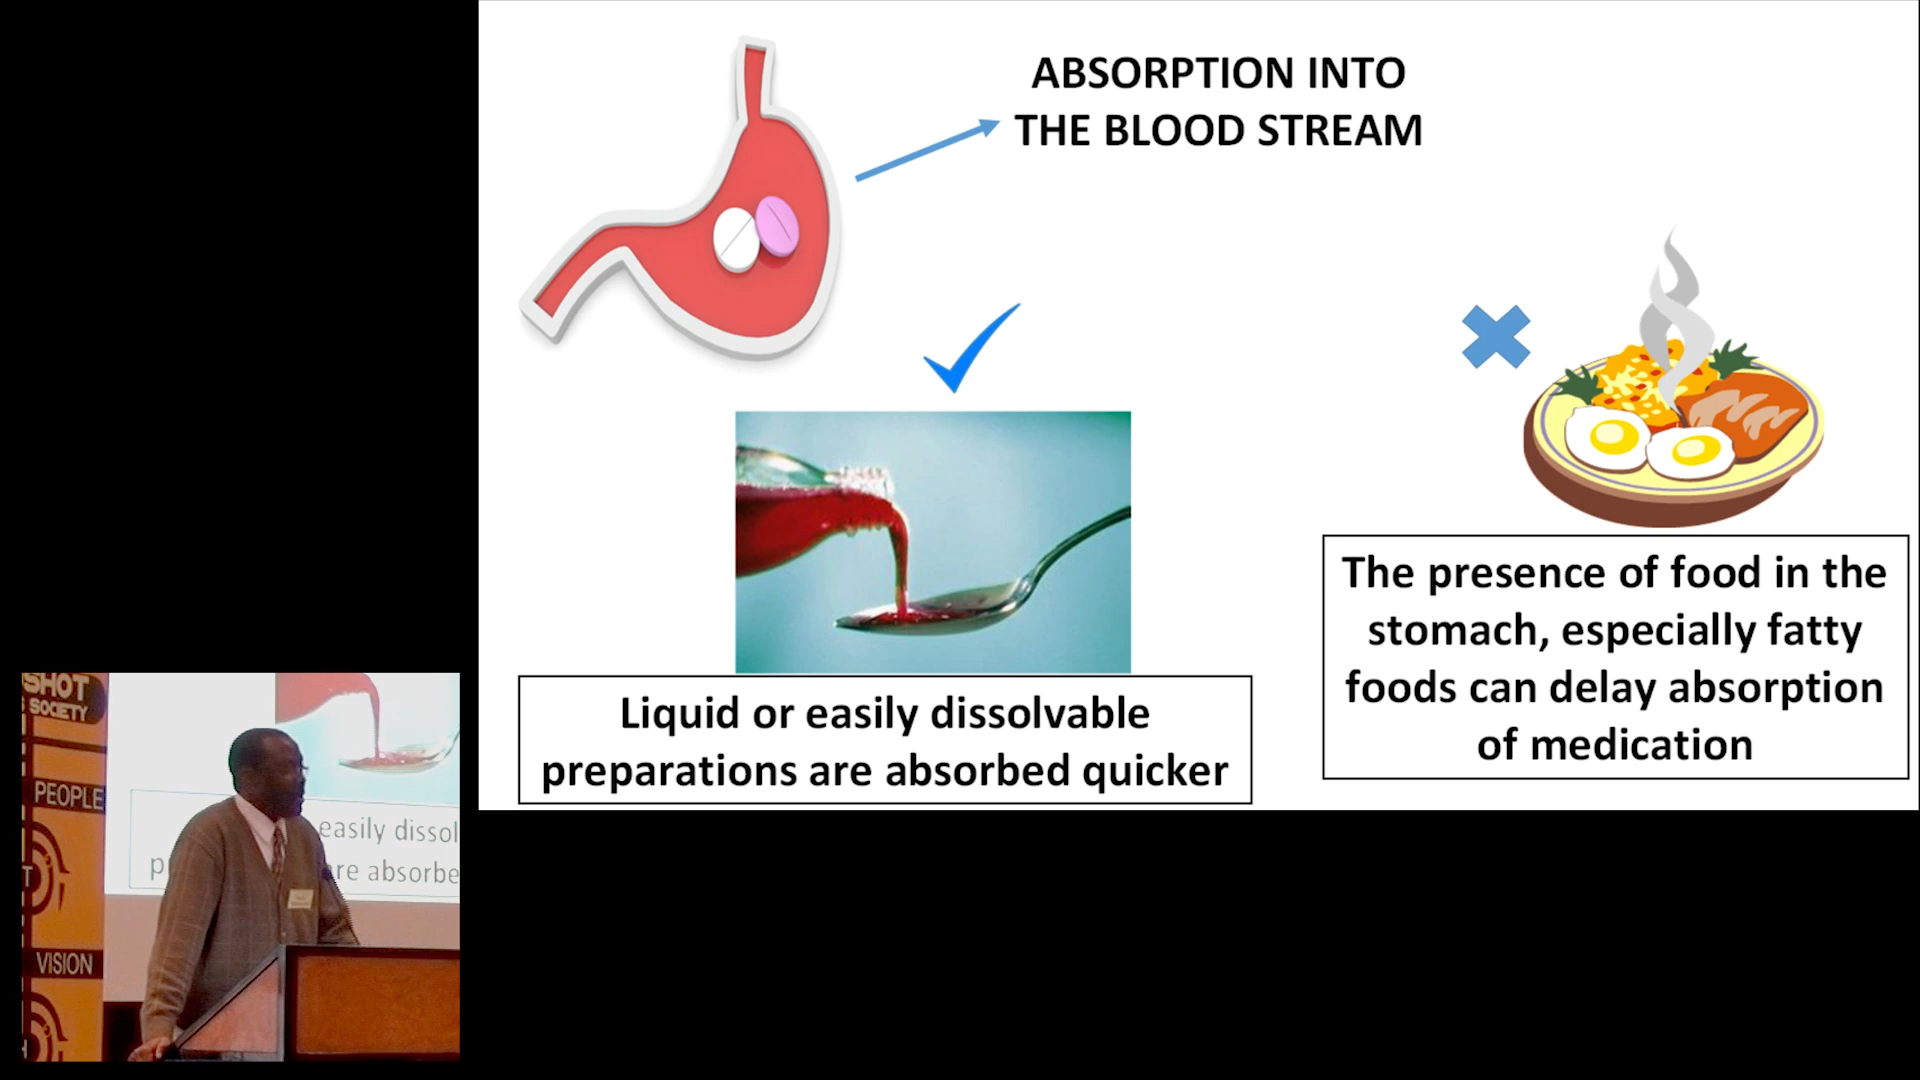 ABSORPTION INTO
THE BLOOD STREAM
Liquid or easily dissolvable
preparations are absorbed quicker
The presence of food in the
stomach, especially fatty
foods can delay absorption
of medication
SHOT
SOCIETY
PEOPLE
VISION
easily dissol
p re absorbe